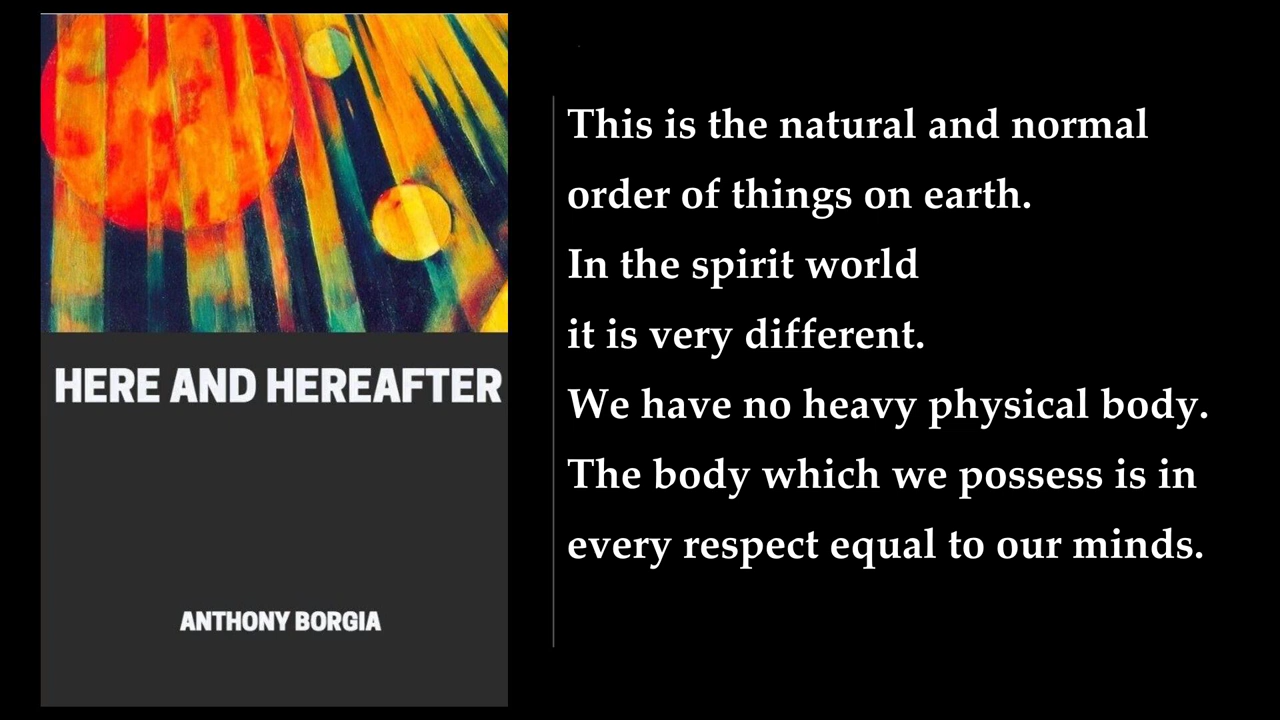 HERE AND HEREAFTER
ANTHONY BORGIA
This is the natural and normal
order of things on earth.
In the spirit world
it is very different.
We have no heavy physical body.
The body which we possess is in
every respect equal to our minds.